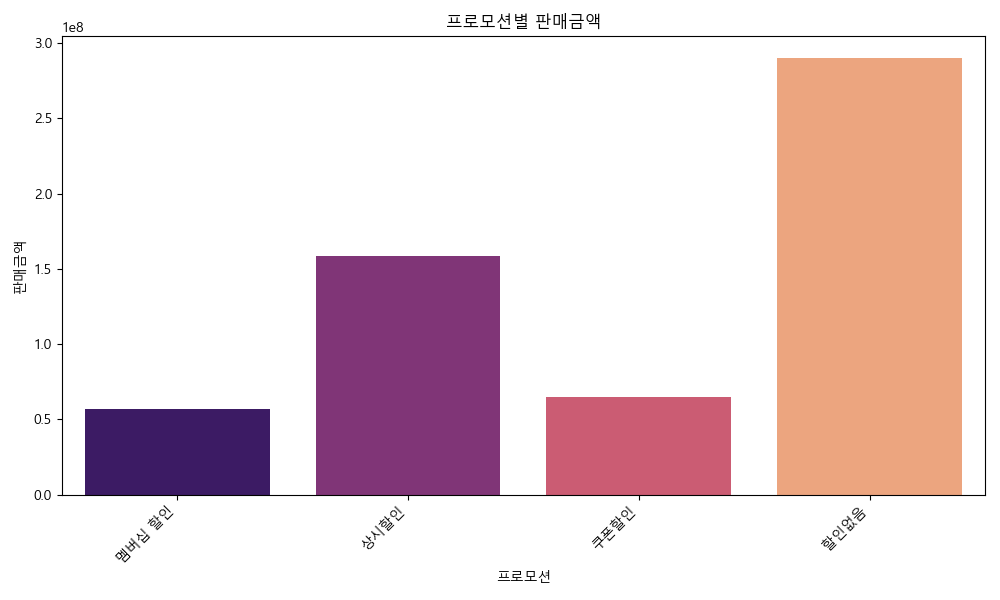 프로모션별 판매금액
1e8
3.0
2.5
2.0
1.5
1.0
0.5
0.0
판매금액
멤버십 할인
상시할인
쿠폰할인
할인없음
프로모션